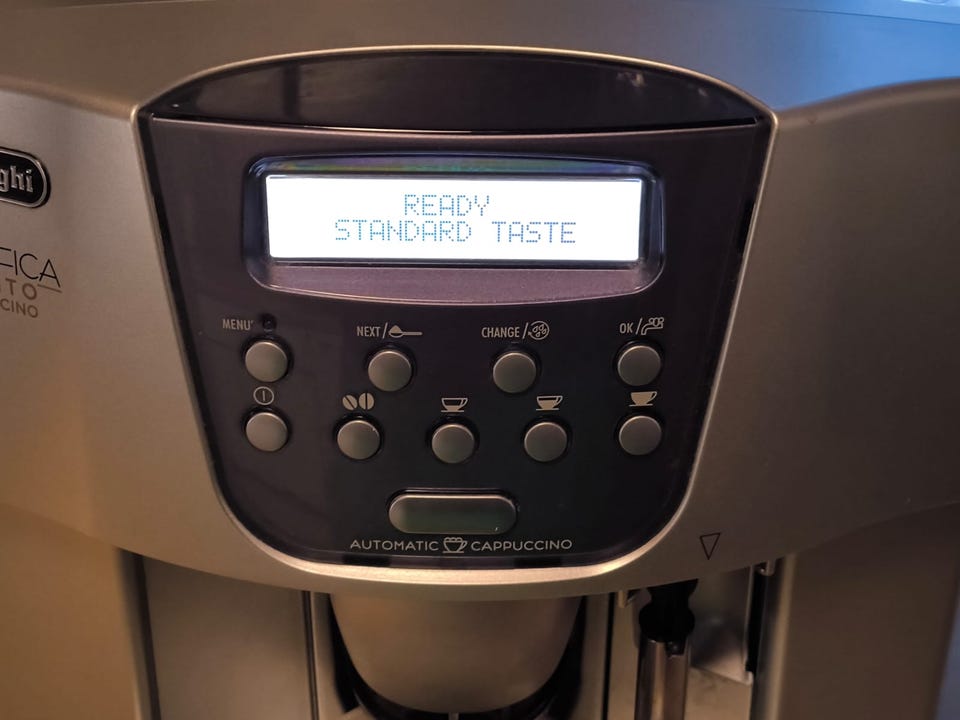 READY
STANDARD TASTE
MENU'
NEXT/
CHANGE/
OK/
AUTOMATIC CAPPUCCINO